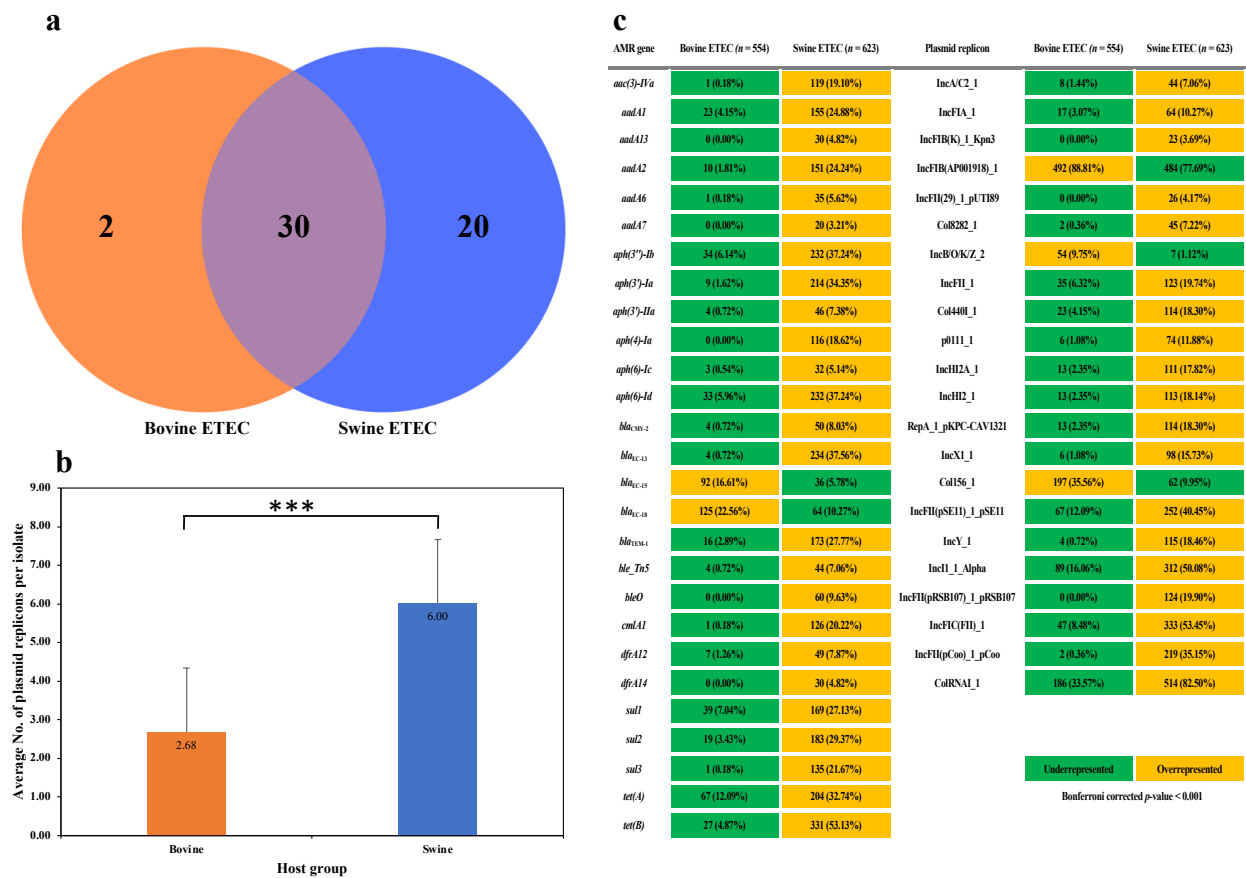 a
2
30
20
Bovine ETEC
Swine ETEC
b
Average No. of plasmid replicons per isolate
9.00
8.00
7.00
6.00
5.00
4.00
3.00
2.00
1.00
0.00
***
2.68
6.00
Bovine
Swine
Host group
c
AMR gene Bovine ETEC (n = 554) Swine ETEC (n = 623) Plasmid replicon Bovine ETEC (n = 554) Swine ETEC (n = 623)
aac(3)-IVa 1 (0.18%) 119 (19.10%) IncA/C2_1 8 (1.44%) 44 (7.06%)
aadA1 23 (4.15%) 155 (24.88%) IncFIA_1 17 (3.07%) 64 (10.27%)
aadA13 0 (0.00%) 30 (4.82%) IncFIB(K)_1_Kpn3 0 (0.00%) 23 (3.69%)
aadA2 10 (1.81%) 151 (24.24%) IncFIB(AP001918)_1 492 (88.81%) 484 (77.69%)
aadA6 1 (0.18%) 35 (5.62%) IncFII(29)_1_pUTI89 0 (0.00%) 26 (4.17%)
aadA7 0 (0.00%) 20 (3.21%) Col8282_1 2 (0.36%) 45 (7.22%)
aph(3'')-Ib 34 (6.14%) 232 (37.24%) IncB/O/K/Z_2 54 (9.75%) 7 (1.12%)
aph(3')-Ia 9 (1.62%) 214 (34.35%) IncFII_1 35 (6.32%) 123 (19.74%)
aph(3')-IIa 4 (0.72%) 46 (7.38%) Col440I_1 23 (4.15%) 114 (18.30%)
aph(4)-Ia 0 (0.00%) 116 (18.62%) p0111_1 6 (1.08%) 74 (11.88%)
aph(6)-Ic 3 (0.54%) 32 (5.14%) IncHI2A_1 13 (2.35%) 111 (17.82%)
aph(6)-Id 33 (5.96%) 232 (37.24%) IncHI2_1 13 (2.35%) 113 (18.14%)
blaCMY-2 4 (0.72%) 50 (8.03%) RepA_1_pKPC-CAV1321 13 (2.35%) 114 (18.30%)
blaEC-13 4 (0.72%) 234 (37.56%) IncX1_1 6 (1.08%) 98 (15.73%)
blaEC-15 92 (16.61%) 36 (5.78%) Col156_1 197 (35.56%) 62 (9.95%)
blaEC-18 125 (22.56%) 64 (10.27%) IncFII(pSE11)_1_pSE11 67 (12.09%) 252 (40.45%)
blaTEM-1 16 (2.89%) 173 (27.77%) IncY_1 4 (0.72%) 115 (18.46%)
ble_Tn5 4 (0.72%) 44 (7.06%) IncI1_1_Alpha 89 (16.06%) 312 (50.08%)
bleO 0 (0.00%) 60 (9.63%) IncFII(pRSB107)_1_pRSB107 0 (0.00%) 124 (19.90%)
cmlA1 1 (0.18%) 126 (20.22%) IncFIC(FII)_1 47 (8.48%) 333 (53.45%)
dfrA12 7 (1.26%) 49 (7.87%) IncFII(pCoo)_1_pCoo 2 (0.36%) 219 (35.15%)
dfrA14 0 (0.00%) 30 (4.82%) ColRNAI_1 186 (33.57%) 514 (82.50%)
sul1 39 (7.04%) 169 (27.13%)
sul2 19 (3.43%) 183 (29.37%)
sul3 1 (0.18%) 135 (21.67%) Underrepresented Overrepresented
tet(A) 67 (12.09%) 204 (32.74%) Bonferroni corrected p-value < 0.001
tet(B) 27 (4.87%) 331 (53.13%)